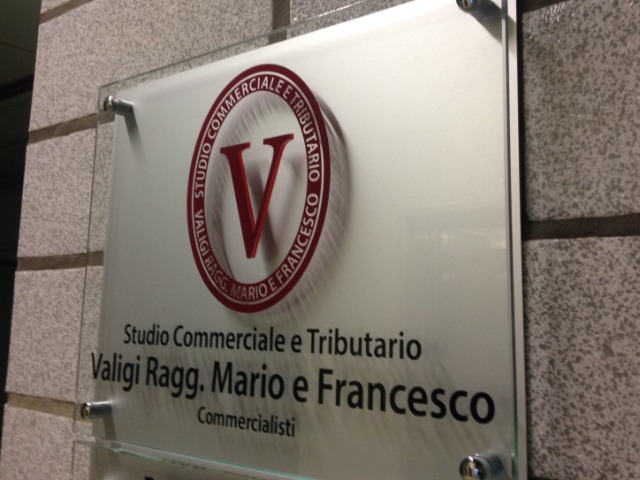 STUDIO COMMERCIALE E TRIBUTARIO
VALIGI RAGG. MARIO E FRANCESCO
V
Studio Commerciale e Tributario
Valigi Ragg. Mario e Francesco
Commercialisti